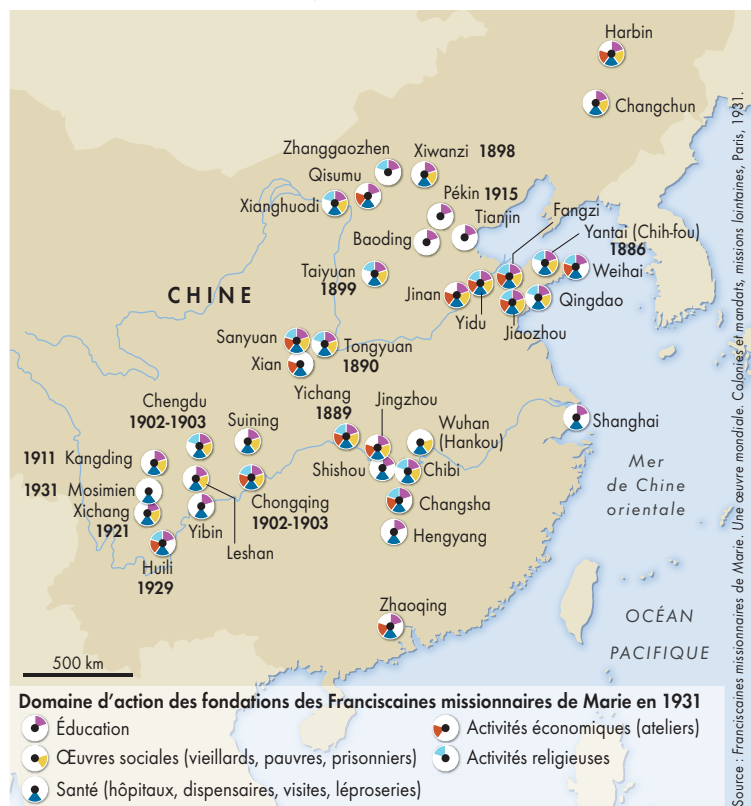 Harbin
Changchun
Zhanggaozhen
Xiwanzi 1898
Qisumu
Pékin 1915
Xianghuodi
Tianjin
Fangzi
Baoding
Yantai (Chih-fou)
1886
Weihai
Taiyuan
1899
CHINE
Jinan
Qingdao
Yidu
Jiaozhou
Sanyuan
Tongyuan
1890
Xian
Chengdu
1902-1903
Suining
Yichang
1889
Jingzhou
Wuhan
(Hankou)
Shanghai
1911 Kangding
Shishou
Chibi
1931 Mosimien
Mer
de Chine
orientale
Xichang
1921
Chongqing
1902-1903
Changsha
Yibin
Leshan
Hengyang
Huili
1929
Zhaoqing
OCÉAN
PACIFIQUE
500 km
Domaine d'action des fondations des Franciscaines missionnaires de Marie en 1931
Éducation
Activités économiques (ateliers)
Œuvres sociales (vieillards, pauvres, prisonniers)
Activités religieuses
Santé (hôpitaux, dispensaires, visites, léproseries)
Source : Franciscaines missionnaires de Marie. Une œuvre mondiale. Colonies et mandats, missions lointaines, Paris, 1931.